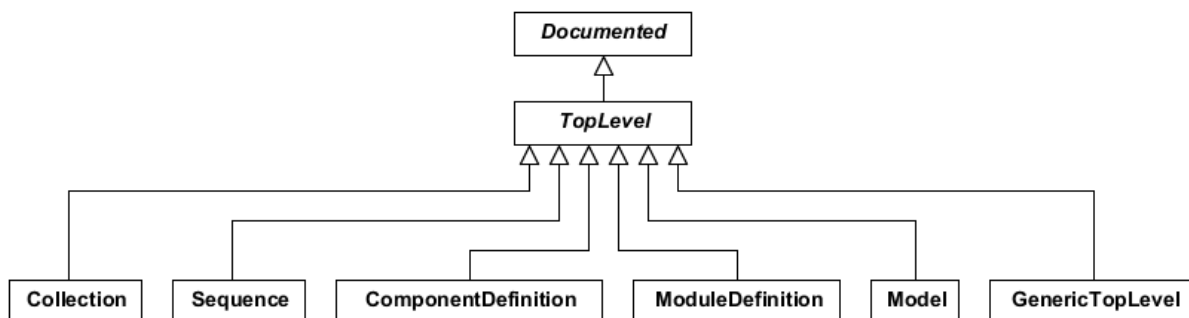 Documented
TopLevel
Collection
Sequence
ComponentDefinition
ModuleDefinition
Model
GenericTopLevel